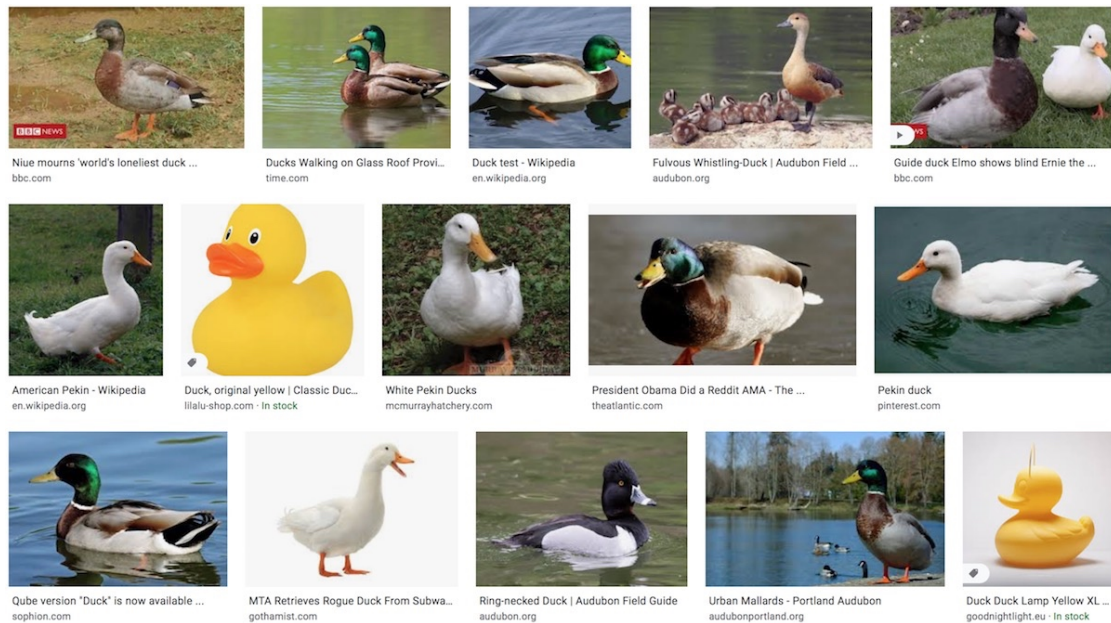 BBC NEWS
Niue mourns 'world's loneliest duck ...
bbc.com
Ducks Walking on Glass Roof Provi...
time.com
Duck test - Wikipedia
en.wikipedia.org
Fulvous Whistling-Duck | Audubon Field ...
audubon.org
WS
Guide duck Elmo shows blind Ernie the ...
bbc.com
American Pekin - Wikipedia
en.wikipedia.org
Duck, original yellow | Classic Duc...
lilalu-shop.com · In stock
White Pekin Ducks
mcmurrayhatchery.com
President Obama Did a Reddit AMA - The ...
theatlantic.com
Pekin duck
pinterest.com
Qube version "Duck" is now available ...
sophion.com
MTA Retrieves Rogue Duck From Subwa...
gothamist.com
Ring-necked Duck | Audubon Field Guide
audubon.org
Urban Mallards - Portland Audubon
audubonportland.org
Duck Duck Lamp Yellow XL ...
goodnightlight.eu · In stock